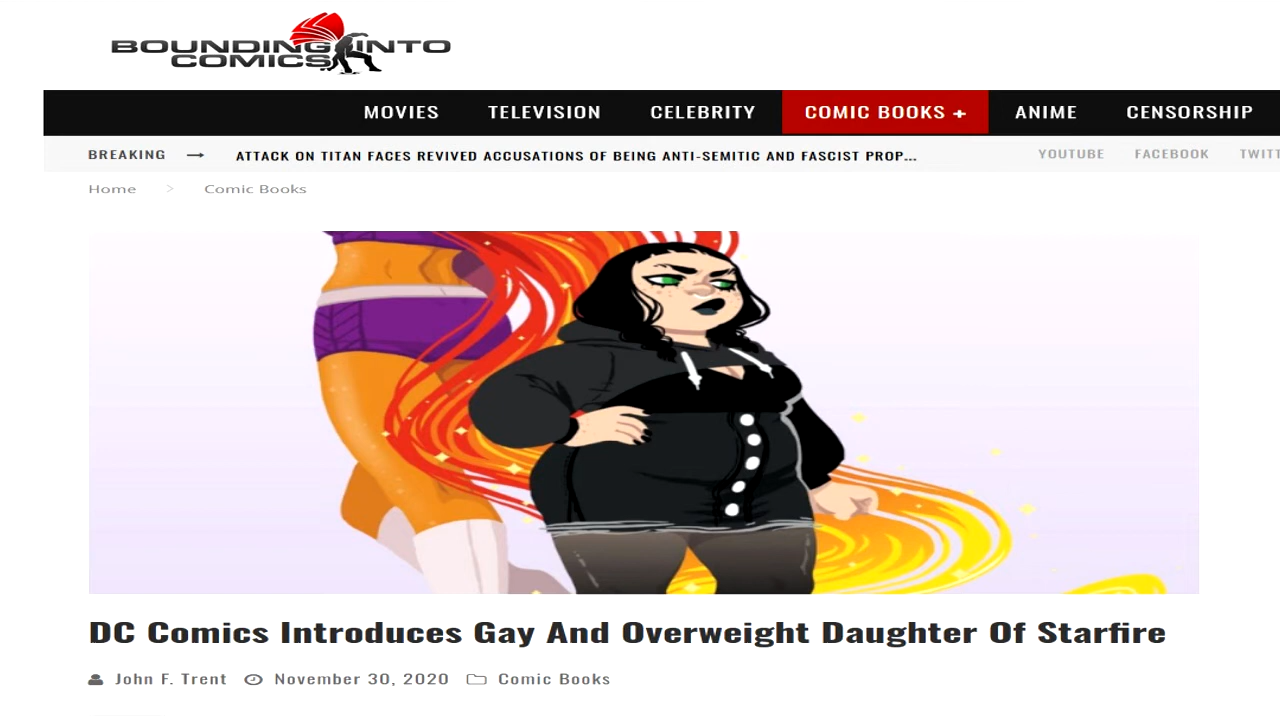 BOUNDING INTO
COMICS
MOVIES TELEVISION CELEBRITY COMIC BOOKS + ANIME CENSORSHIP
BREAKING → ATTACK ON TITAN FACES REVIVED ACCUSATIONS OF BEING ANTI-SEMITIC AND FASCIST PROP... YOUTUBE FACEBOOK TWITT
Home > Comic Books
DC Comics Introduces Gay And Overweight Daughter Of Starfire
John F. Trent November 30, 2020 Comic Books